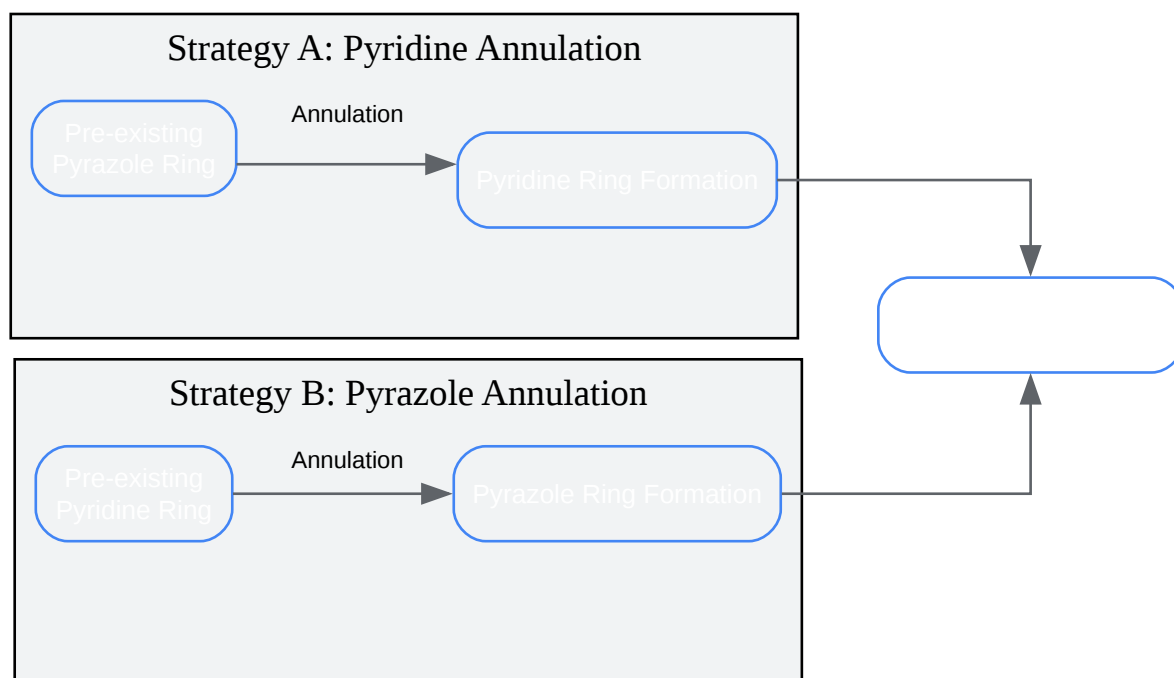 Strategy A: Pyridine Annulation
Annulation
Pre-existing
Pyrazole Ring
Pyridine Ring Formation
Strategy B: Pyrazole Annulation
Annulation
Pre-existing
Pyridine Ring
Pyrazole Ring Formation